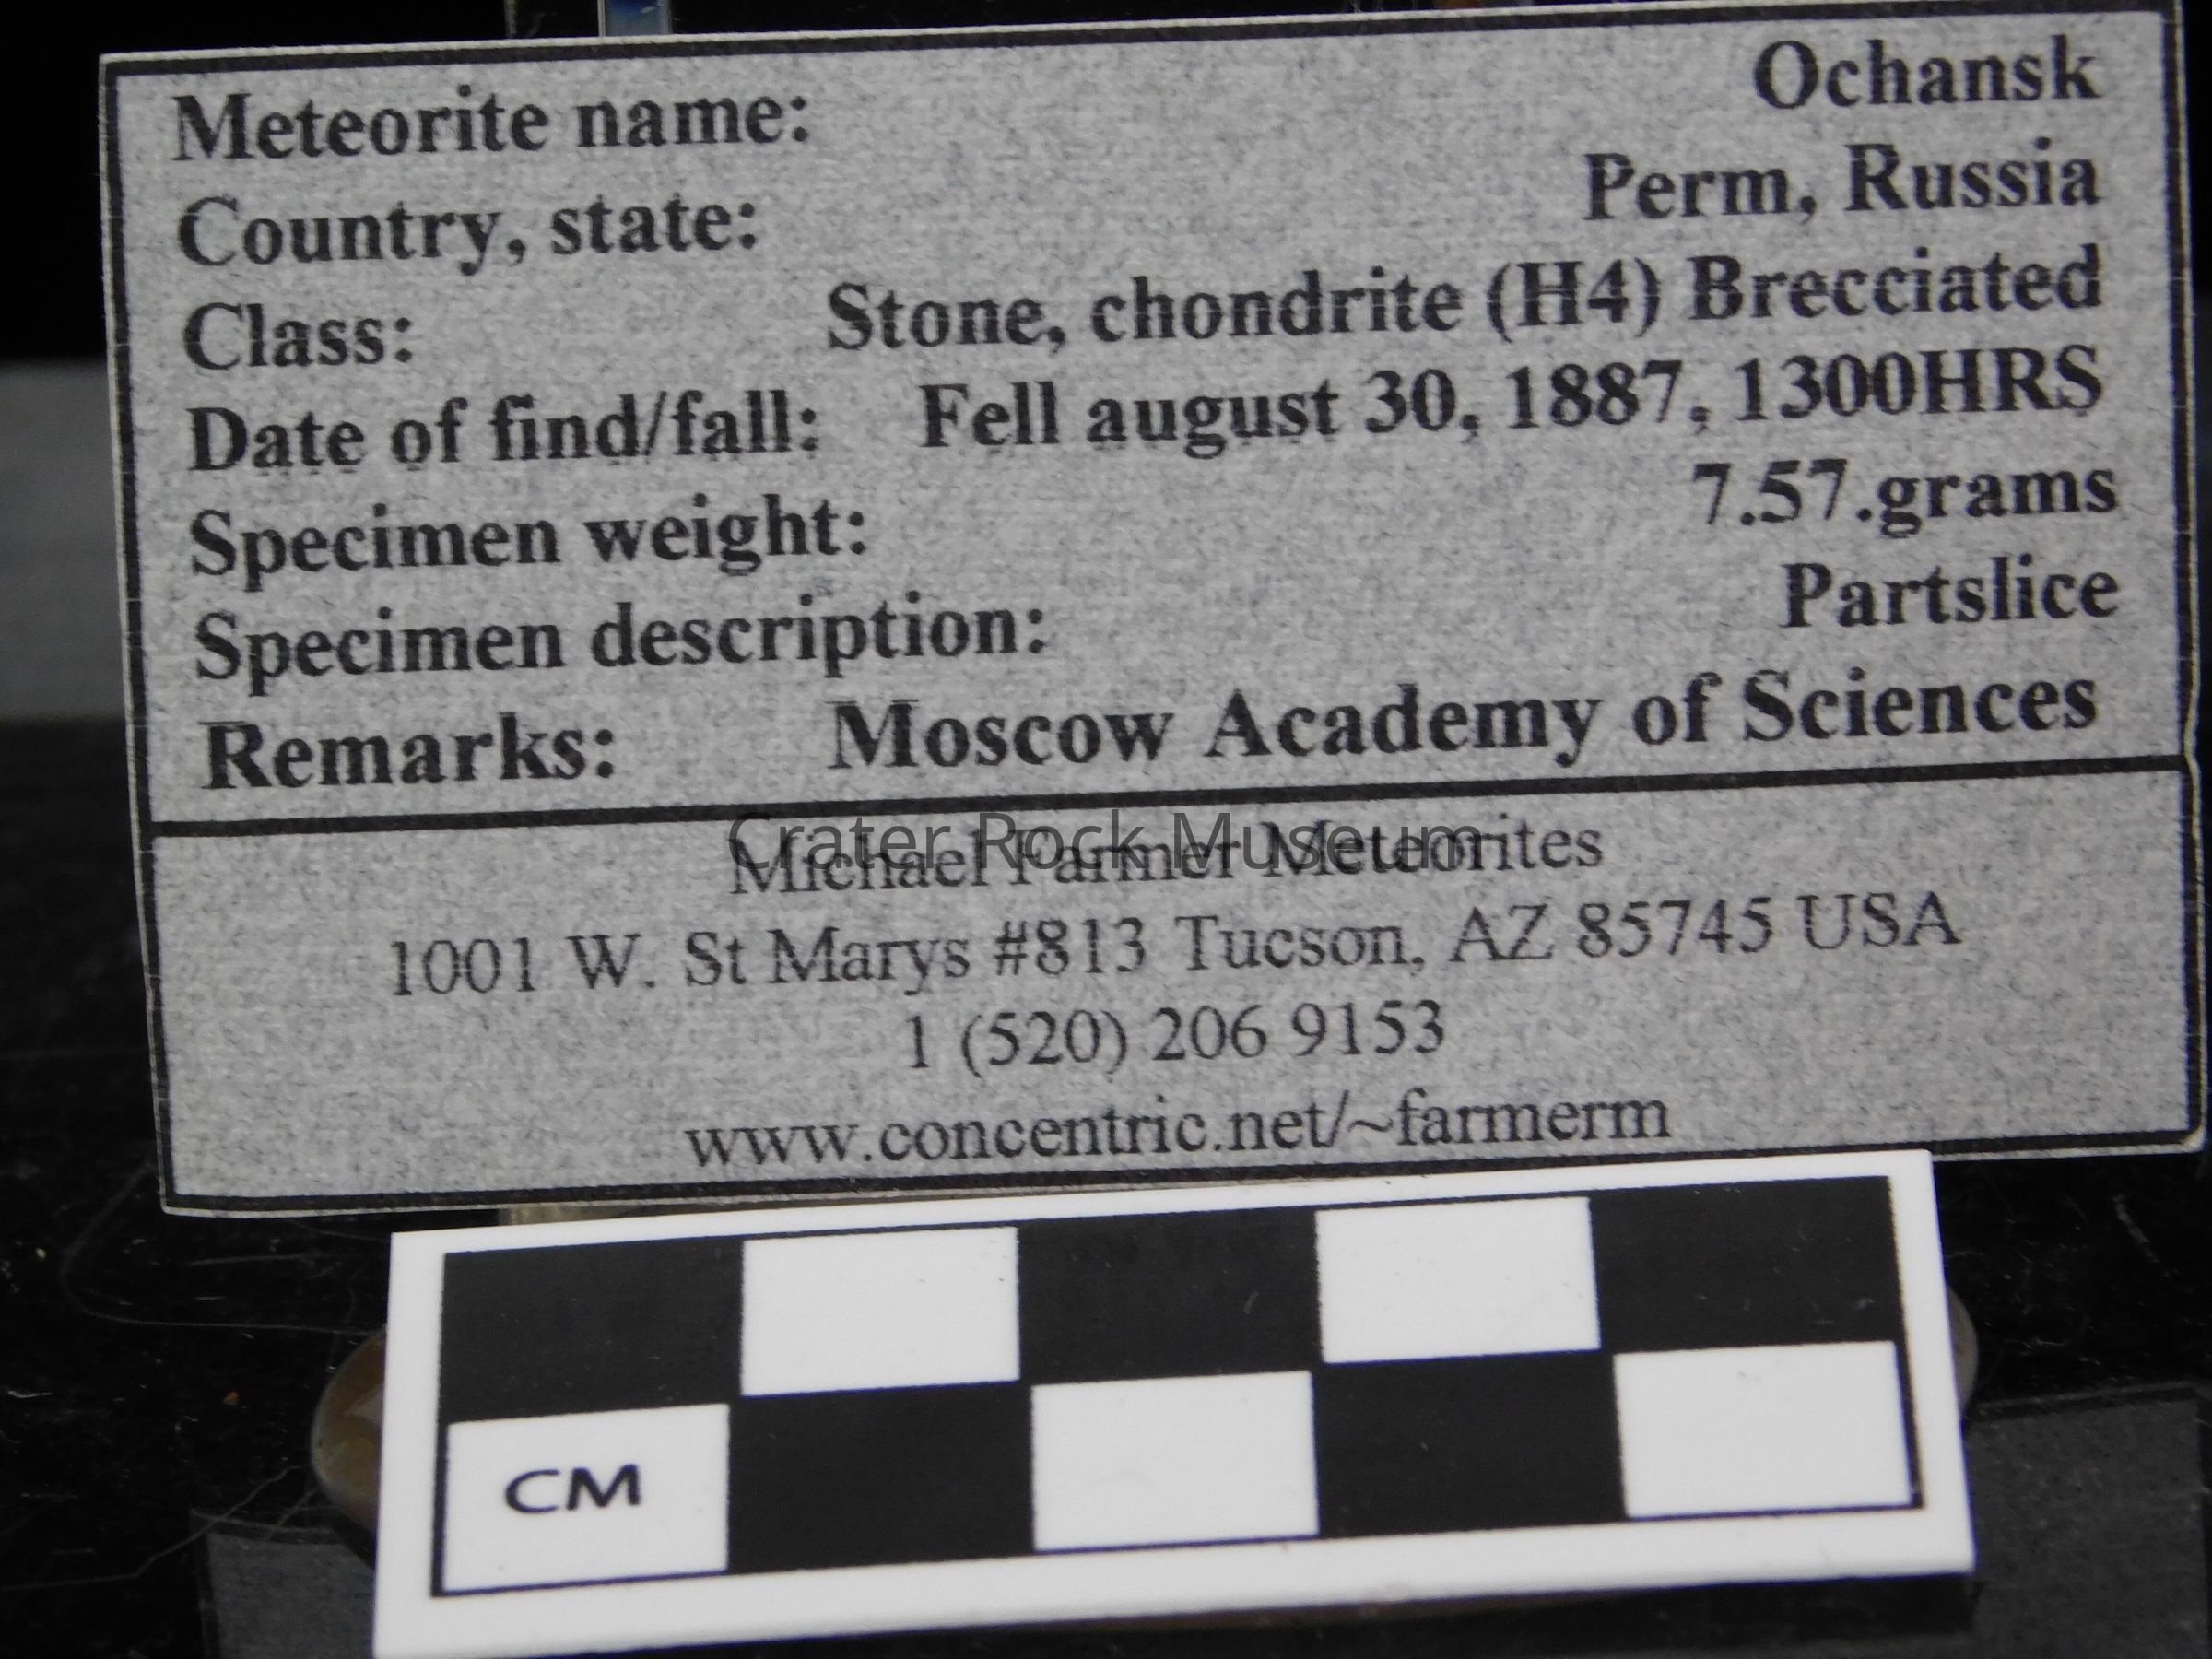 Meteorite name: Ochansk
Country, state: Perm, Russia
Class: Stone, chondrite (H4) Brecciated
Date of find/fall: Fell august 30, 1887, 1300HRS
Specimen weight: 7.57.grams
Specimen description: Partslice
Remarks: Moscow Academy of Sciences
Crater Rock Museum
Michael Farmer Meteorites
1001 W. St Marys #813 Tucson, AZ 85745 USA
1 (520) 206 9153
www.concentric.net/~farmerm
CM